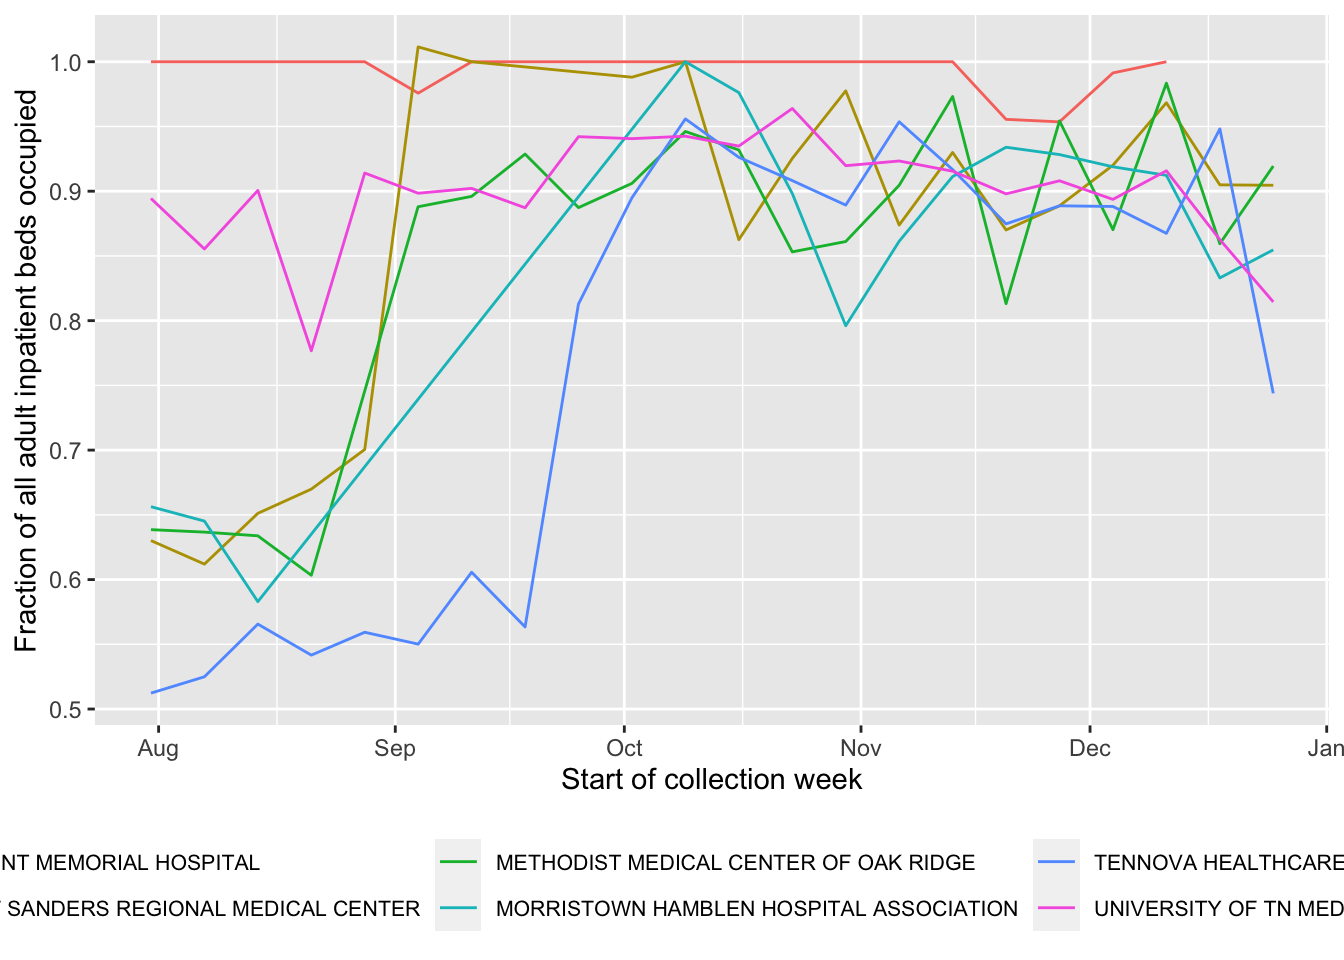 1.0
0.9
0.8
0.7
0.6
0.5
Fraction of all adult inpatient beds occupied
Aug Sep Oct Nov Dec Jan
Start of collection week
NT MEMORIAL HOSPITAL METHODIST MEDICAL CENTER OF OAK RIDGE TENNOVA HEALTHCARE
SANDERS REGIONAL MEDICAL CENTER MORRISTOWN HAMBLEN HOSPITAL ASSOCIATION UNIVERSITY OF TN MED